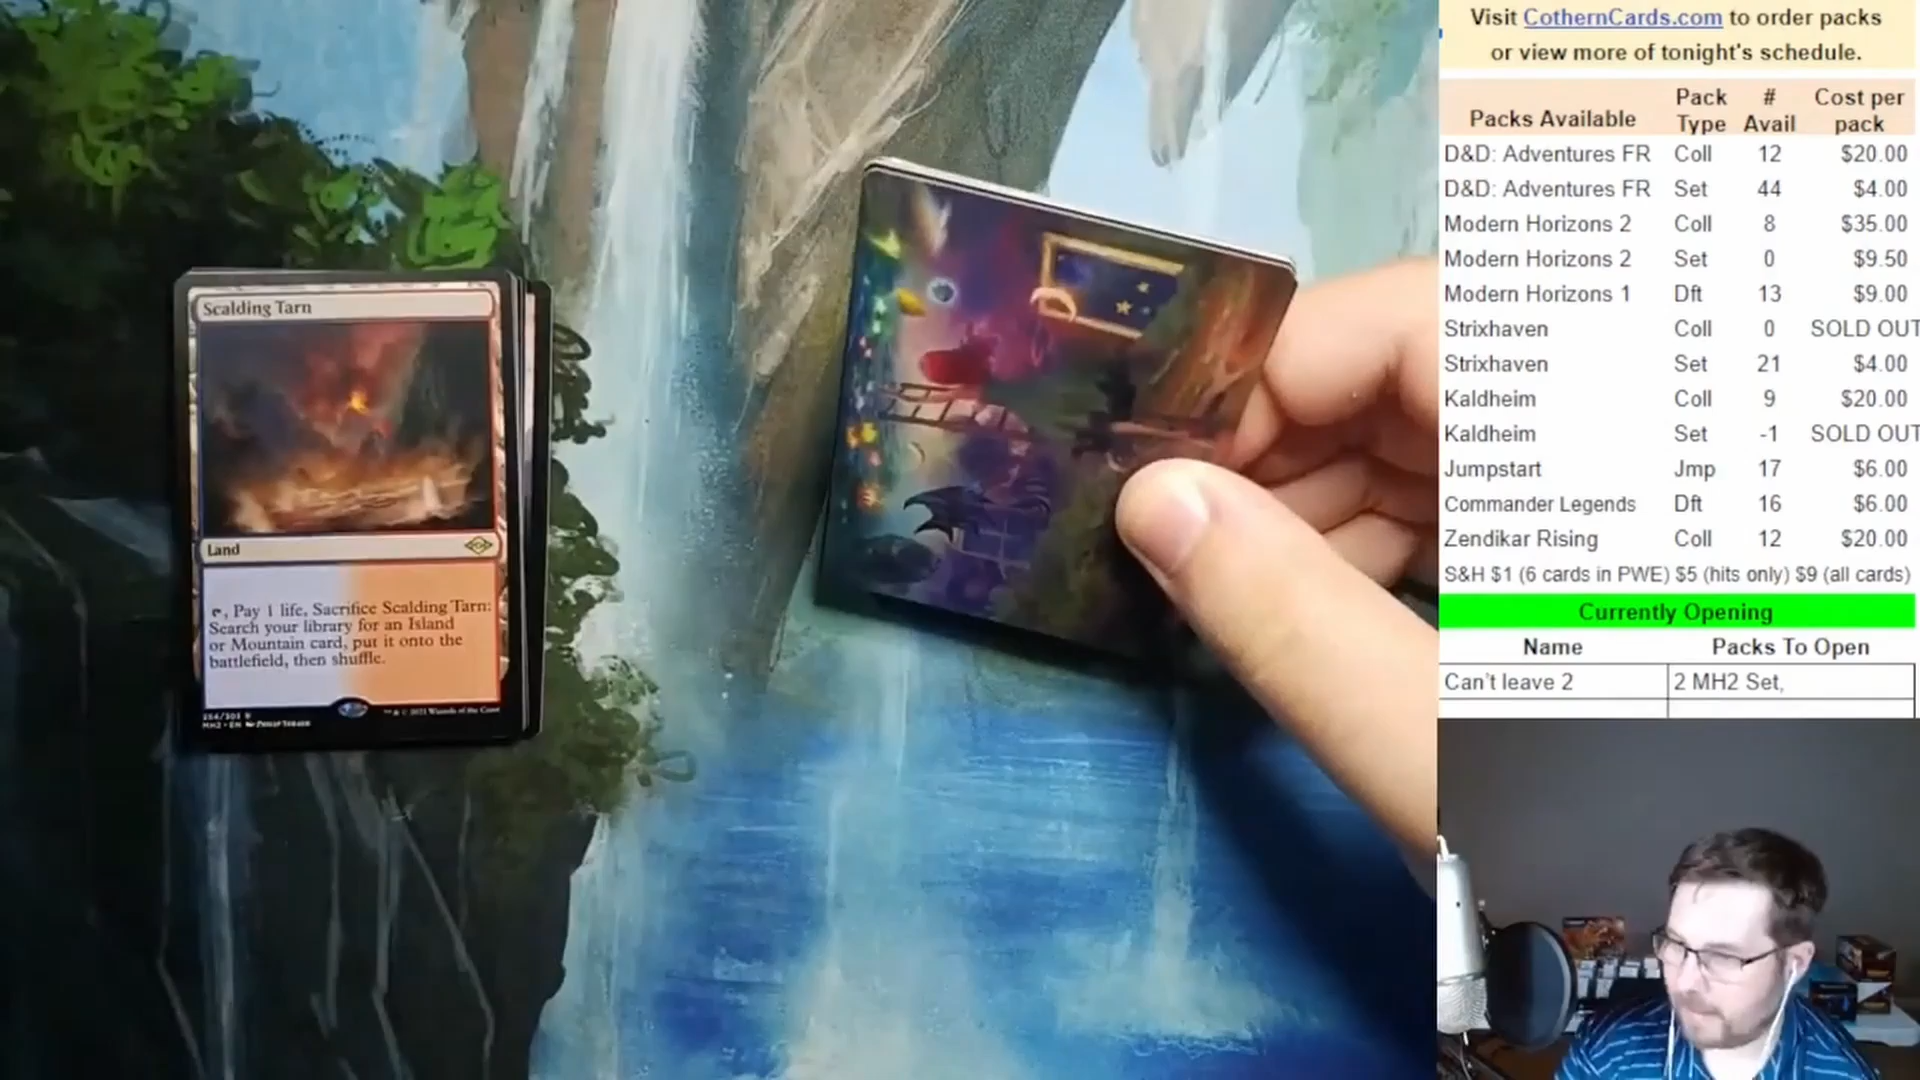 Scalding Tarn
Land
, Pay 1 life, Sacrifice Scalding Tarn:
Search your library for an Island
or Mountain card, put it onto the
battlefield, then shuffle.
Visit CothernCards.com to order packs
or view more of tonight's schedule.
Packs Available Pack Type # Avail Cost per pack
D&D: Adventures FR Coll 12 $20.00
D&D: Adventures FR Set 44 $4.00
Modern Horizons 2 Coll 8 $35.00
Modern Horizons 2 Set 0 $9.50
Modern Horizons 1 Dft 13 $9.00
Strixhaven Coll 0 SOLD OUT
Strixhaven Set 21 $4.00
Kaldheim Coll 9 $20.00
Kaldheim Set -1 SOLD OUT
Jumpstart Jmp 17 $6.00
Commander Legends Dft 16 $6.00
Zendikar Rising Coll 12 $20.00
S&H $1 (6 cards in PWE) $5 (hits only) $9 (all cards)
Currently Opening
Name Packs To Open
Can't leave 2 2 MH2 Set,